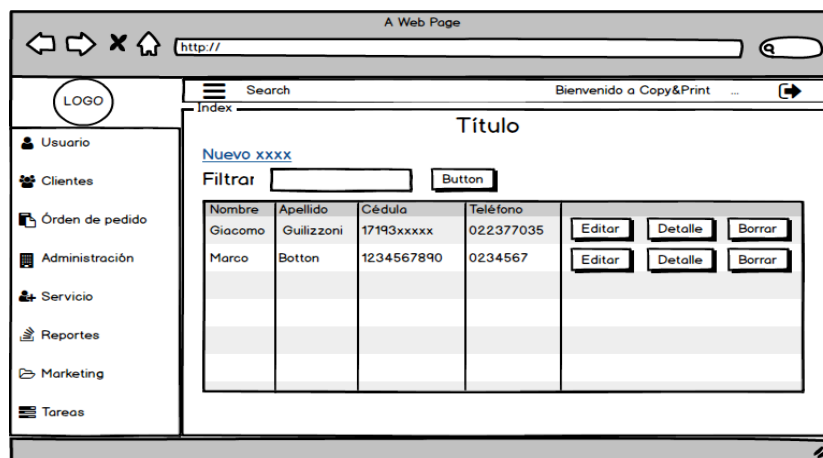 A Web Page
http://
LOGO
Search
Bienvenido a Copy&Print ...
Index
Título
Usuario
Nuevo xxxx
Clientes
Filtrar
Button
Nombre Apellido Cédula Teléfono
Órden de pedido
Giacomo Guilizzoni 17193xxxxx 022377035 Editar Detalle Borrar
Administración
Marco Botton 1234567890 0234567 Editar Detalle Borrar
Servicio
Reportes
Marketing
Tareas